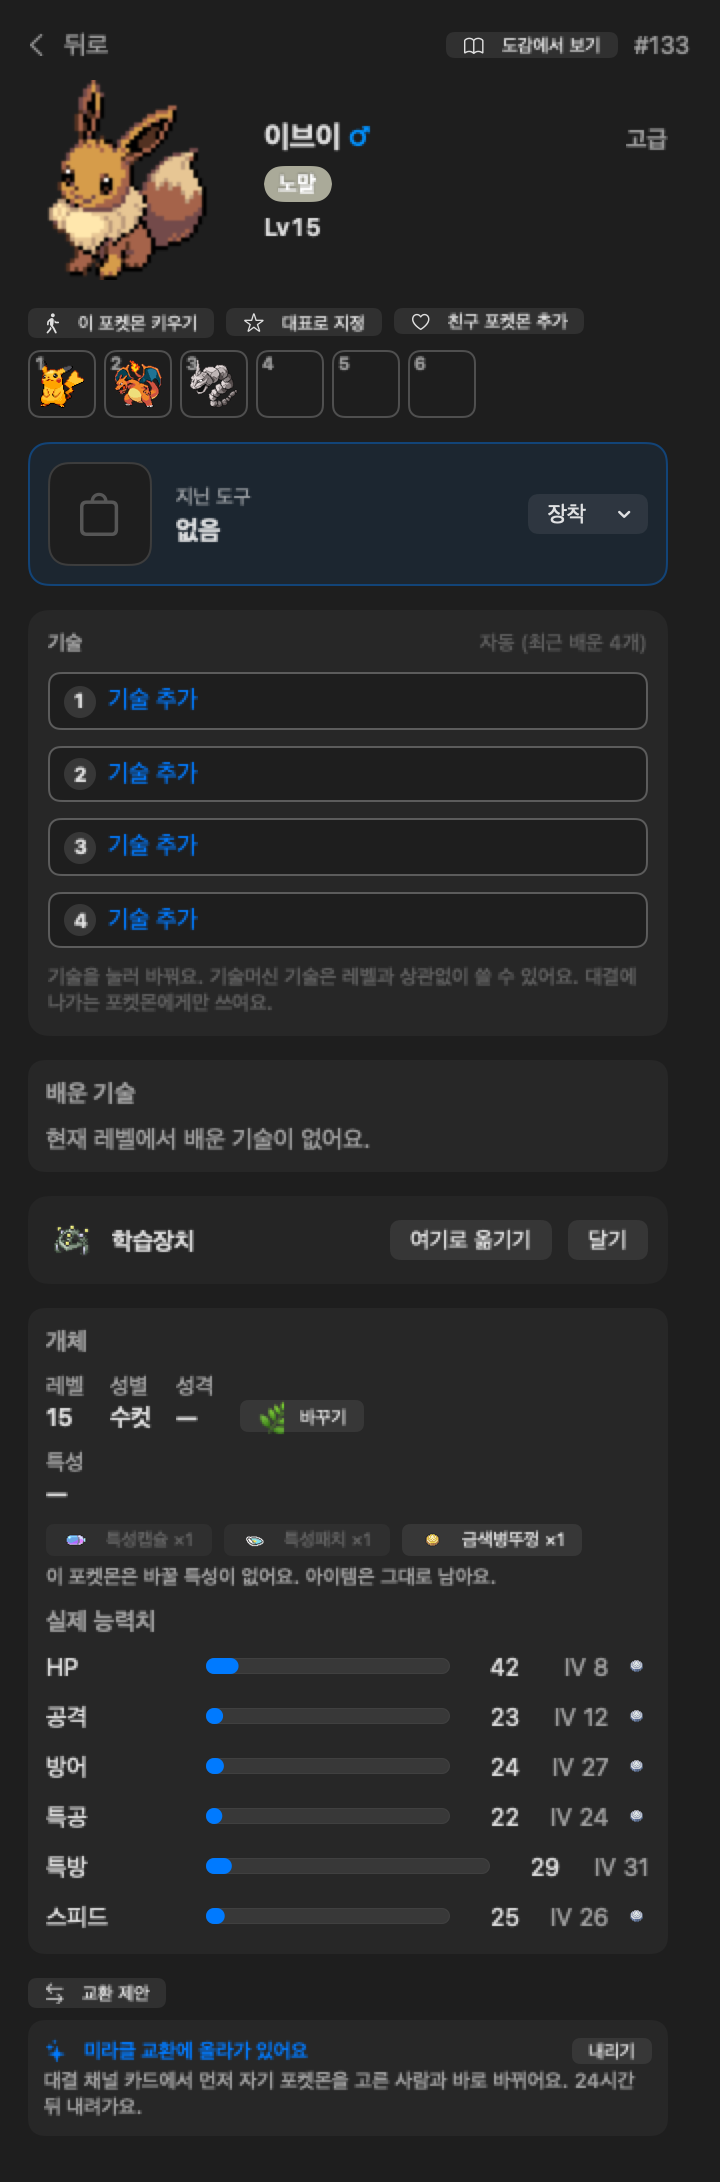 뒤로
도감에서 보기 #133
이브이 ♂ 고급
노말
Lv15
이 포켓몬 키우기 대표로 지정 친구 포켓몬 추가
1 2 3 4 5 6
지닌 도구
없음
장착
기술 자동 (최근 배운 4개)
1 기술 추가
2 기술 추가
3 기술 추가
4 기술 추가
기술을 눌러 바꿔요. 기술머신 기술은 레벨과 상관없이 쓸 수 있어요. 대결에
나가는 포켓몬에게만 쓰여요.
배운 기술
현재 레벨에서 배운 기술이 없어요.
학습장치 여기로 옮기기 닫기
개체
레벨 성별 성격
15 수컷 — 바꾸기
특성
—
특성캡슐 ×1 특성패치 ×1 금색병뚜껑 ×1
이 포켓몬은 바꿀 특성이 없어요. 아이템은 그대로 남아요.
실제 능력치
HP 42 IV 8
공격 23 IV 12
방어 24 IV 27
특공 22 IV 24
특방 29 IV 31
스피드 25 IV 26
교환 제안
미라클 교환에 올라가 있어요 내리기
대결 채널 카드에서 먼저 자기 포켓몬을 고른 사람과 바로 바뀌어요. 24시간
뒤 내려가요.